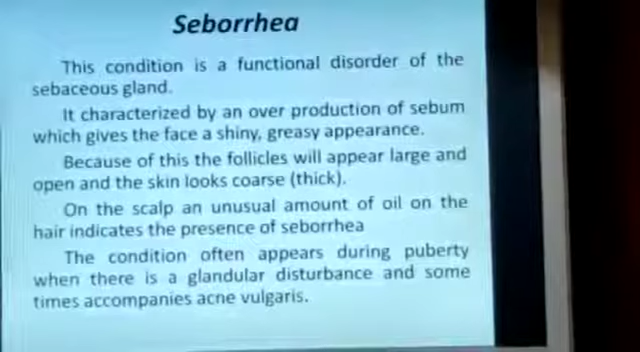 Seborrhea
This condition is a functional disorder of the
sebaceous gland.
It characterized by an over production of sebum
which gives the face a shiny, greasy appearance.
Because of this the follicles will appear large and
open and the skin looks coarse (thick).
On the scalp an unusual amount of oil on the
hair indicates the presence of seborrhea
The condition often appears during puberty
when there is a glandular disturbance and some
times accompanies acne vulgaris.